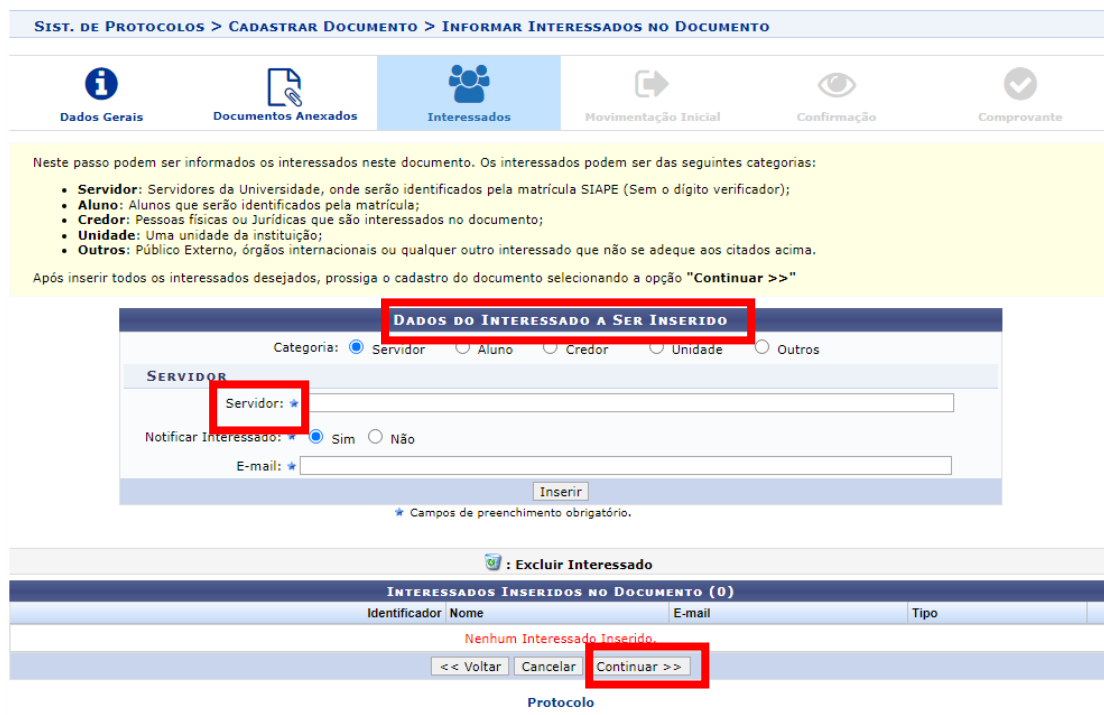 SIST. DE PROTOCOLOS > CADASTRAR DOCUMENTO > INFORMAR INTERESSADOS NO DOCUMENTO
Dados Gerais
Documentos Anexados
Interessados
Movimentação Inicial
Confirmação
Comprovante
Neste passo podem ser informados os interessados neste documento. Os interessados podem ser das seguintes categorias:
• Servidor: Servidores da Universidade, onde serão identificados pela matrícula SIAPE (Sem o dígito verificador);
• Aluno: Alunos que serão identificados pela matrícula;
• Credor: Pessoas físicas ou Jurídicas que são interessados no documento;
• Unidade: Uma unidade da instituição;
• Outros: Público Externo, órgãos internacionais ou qualquer outro interessado que não se adeque aos citados acima.
Após inserir todos os interessados desejados, prossiga o cadastro do documento selecionando a opção "Continuar >>"
DADOS DO INTERESSADO A SER INSERIDO
Categoria: Servidor Aluno Credor Unidade Outros
SERVIDOR
Servidor:
Notificar Interessado: Sim Não
E-mail:
Inserir
Campos de preenchimento obrigatório.
: Excluir Interessado
INTERESSADOS INSERIDOS NO DOCUMENTO (0)
Identificador Nome E-mail Tipo
Nenhum Interessado Inserido.
<< Voltar Cancelar Continuar >>
Protocolo